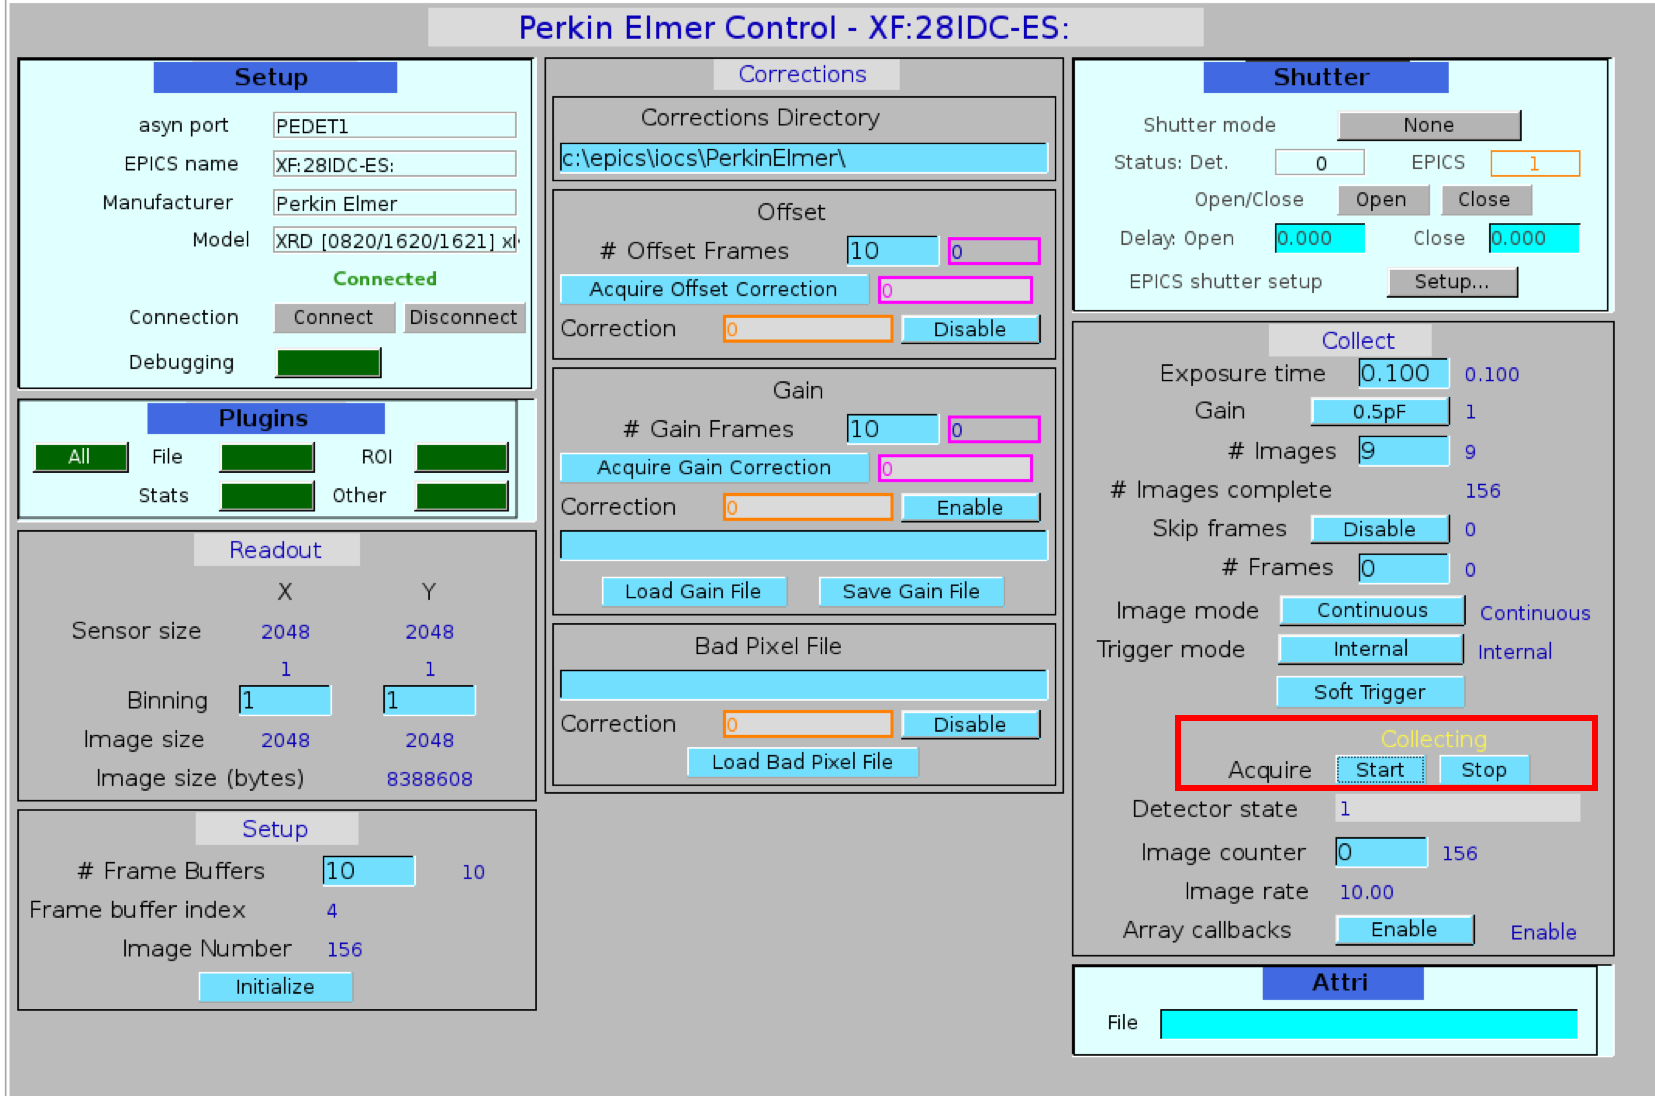 Perkin Elmer Control - XF:28IDC-ES:
Setup
asyn port PEDET1
EPICS name XF:28IDC-ES:
Manufacturer Perkin Elmer
Model XRD [0820/1620/1621] xl
Connected
Connection Connect Disconnect
Debugging
Plugins
All File ROI
Stats Other
Readout
X Y
Sensor size 2048 2048
1 1
Binning 1 1
Image size 2048 2048
Image size (bytes) 8388608
Setup
# Frame Buffers 10 10
Frame buffer index 4
Image Number 156
Initialize
Corrections
Corrections Directory
c:\epics\iocs\PerkinElmer\
Offset
# Offset Frames 10 0
Acquire Offset Correction 0
Correction 0 Disable
Gain
# Gain Frames 10 0
Acquire Gain Correction 0
Correction 0 Enable
Load Gain File Save Gain File
Bad Pixel File
Correction 0 Disable
Load Bad Pixel File
Shutter
Shutter mode None
Status: Det. 0 EPICS 1
Open/Close Open Close
Delay: Open 0.000 Close 0.000
EPICS shutter setup Setup...
Collect
Exposure time 0.100 0.100
Gain 0.5pF 1
# Images 9 9
# Images complete 156
Skip frames Disable 0
# Frames 0 0
Image mode Continuous Continuous
Trigger mode Internal Internal
Soft Trigger
Collecting
Acquire Start Stop
Detector state 1
Image counter 0 156
Image rate 10.00
Array callbacks Enable Enable
Attri
File